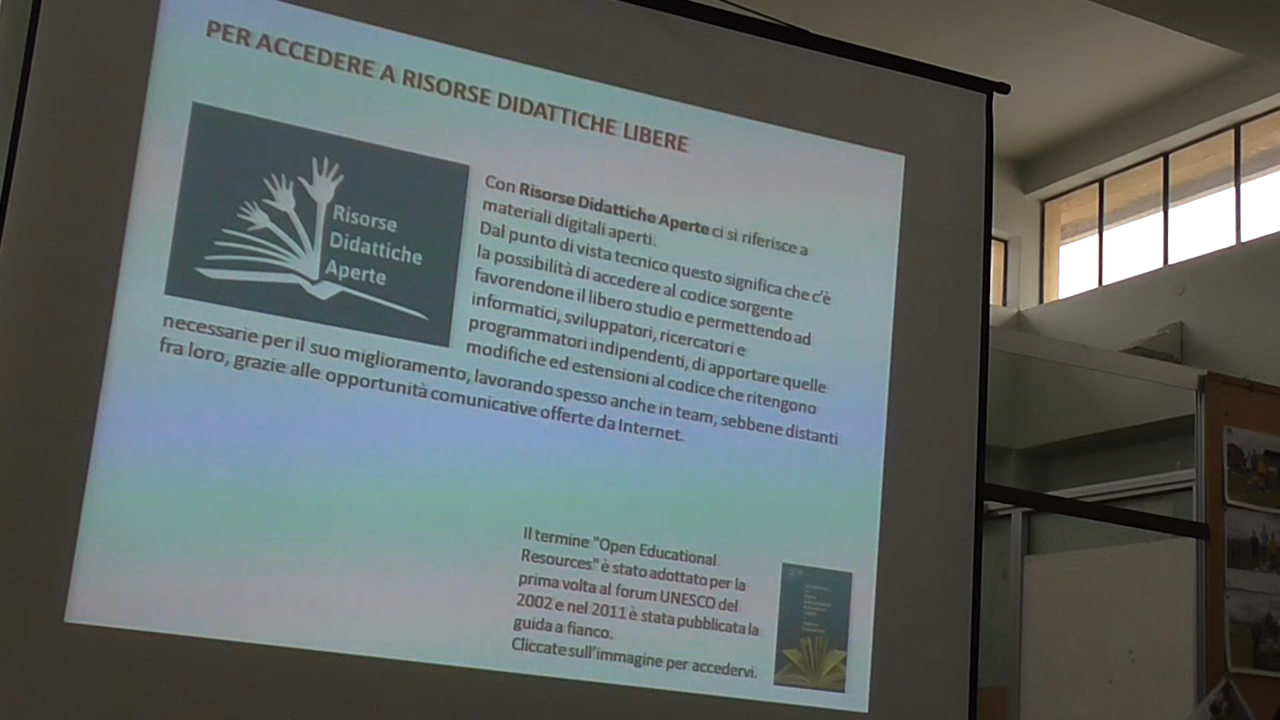 PER ACCEDERE A RISORSE DIDATTICHE LIBERE
Risorse
Didattiche
Aperte
Con Risorse Didattiche Aperte ci si riferisce a
materiali digitali aperti.
Dal punto di vista tecnico questo significa che c'è
la possibilità di accedere al codice sorgente
favorendone il libero studio e permettendo ad
informatici, sviluppatori, ricercatori e
programmatori indipendenti, di apportare quelle
modifiche ed estensioni al codice che ritengono
necessarie per il suo miglioramento, lavorando spesso anche in team, sebbene distanti
fra loro, grazie alle opportunità comunicative offerte da Internet.
Il termine "Open Educational
Resources" è stato adottato per la
prima volta al forum UNESCO del
2002 e nel 2011 è stata pubblicata la
guida a fianco.
Cliccate sull'immagine per accedervi.